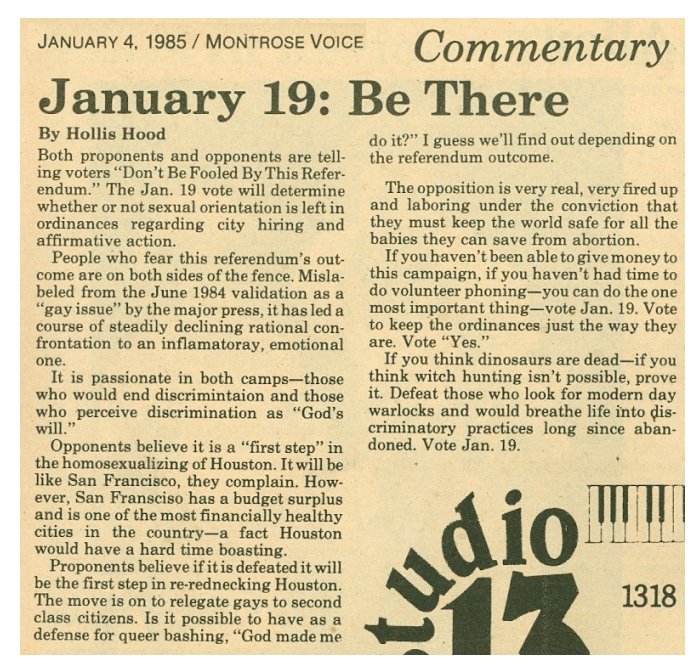 JANUARY 4, 1985 / MONTROSE VOICE
Commentary
January 19: Be There
By Hollis Hood
Both proponents and opponents are tell-
ing voters “Don't Be Fooled By This Refer-
endum.” The Jan. 19 vote will determine
whether or not sexual orientation is left in
ordinances regarding city hiring and
affirmative action.
People who fear this referendum's out-
come are on both sides of the fence. Misla-
beled from the June 1984 validation as a
“gay issue” by the major press, it has led a
course of steadily declining rational con-
frontation to an inflamatoray, emotional
one.
It is passionate in both camps—those
who would end discrimintaion and those
who perceive discrimination as “God's
will.”
Opponents believe it is a “first step” in
the homosexualizing of Houston. It will be
like San Francisco, they complain. How-
ever, San Fransciso has a budget surplus
and is one of the most financially healthy
cities in the country—a fact Houston
would have a hard time boasting.
Proponents believe if it is defeated it will
be the first step in re-rednecking Houston.
The move is on to relegate gays to second
class citizens. Is it possible to have as a
defense for queer bashing, “God made me
do it?” I guess we'll find out depending on
the referendum outcome.
The opposition is very real, very fired up
and laboring under the conviction that
they must keep the world safe for all the
babies they can save from abortion.
If you haven't been able to give money to
this campaign, if you haven't had time to
do volunteer phoning—you can do the one
most important thing—vote Jan. 19. Vote
to keep the ordinances just the way they
are. Vote “Yes.”
If you think dinosaurs are dead—if you
think witch hunting isn't possible, prove
it. Defeat those who look for modern day
warlocks and would breathe life into dis-
criminatory practices long since aban-
doned. Vote Jan. 19.
tudio
13
1318